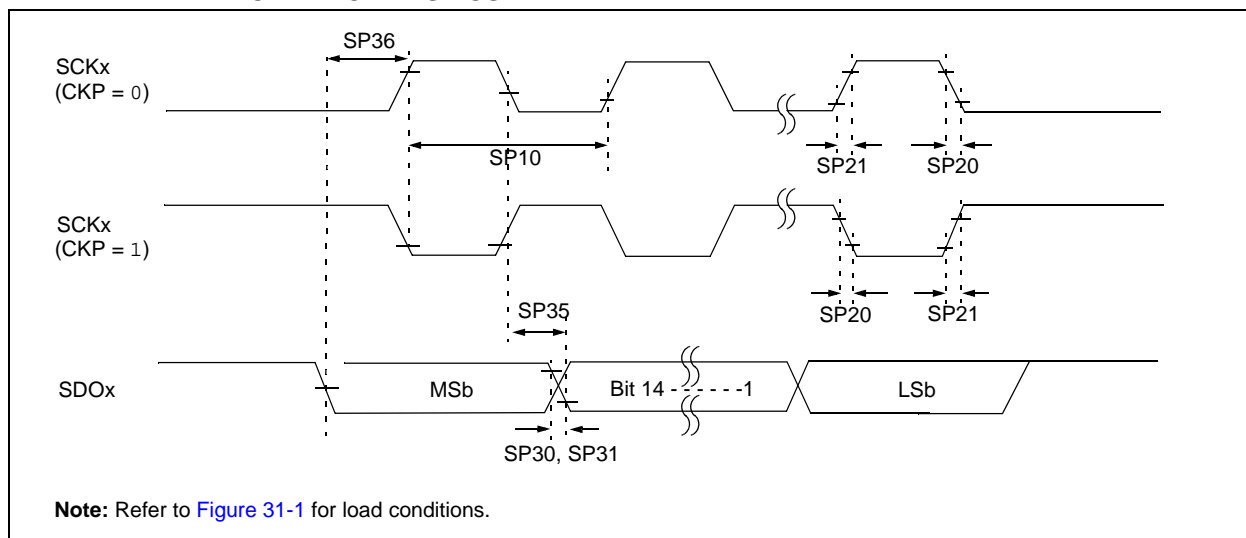 SP36
SCKx
(CKP = 0)
SP10
SP21
SP20
SCKx
(CKP = 1)
SP35
SP20
SP21
SDOx
MSb
Bit 14 - - - - - -1
LSb
SP30, SP31
Note: Refer to Figure 31-1 for load conditions.